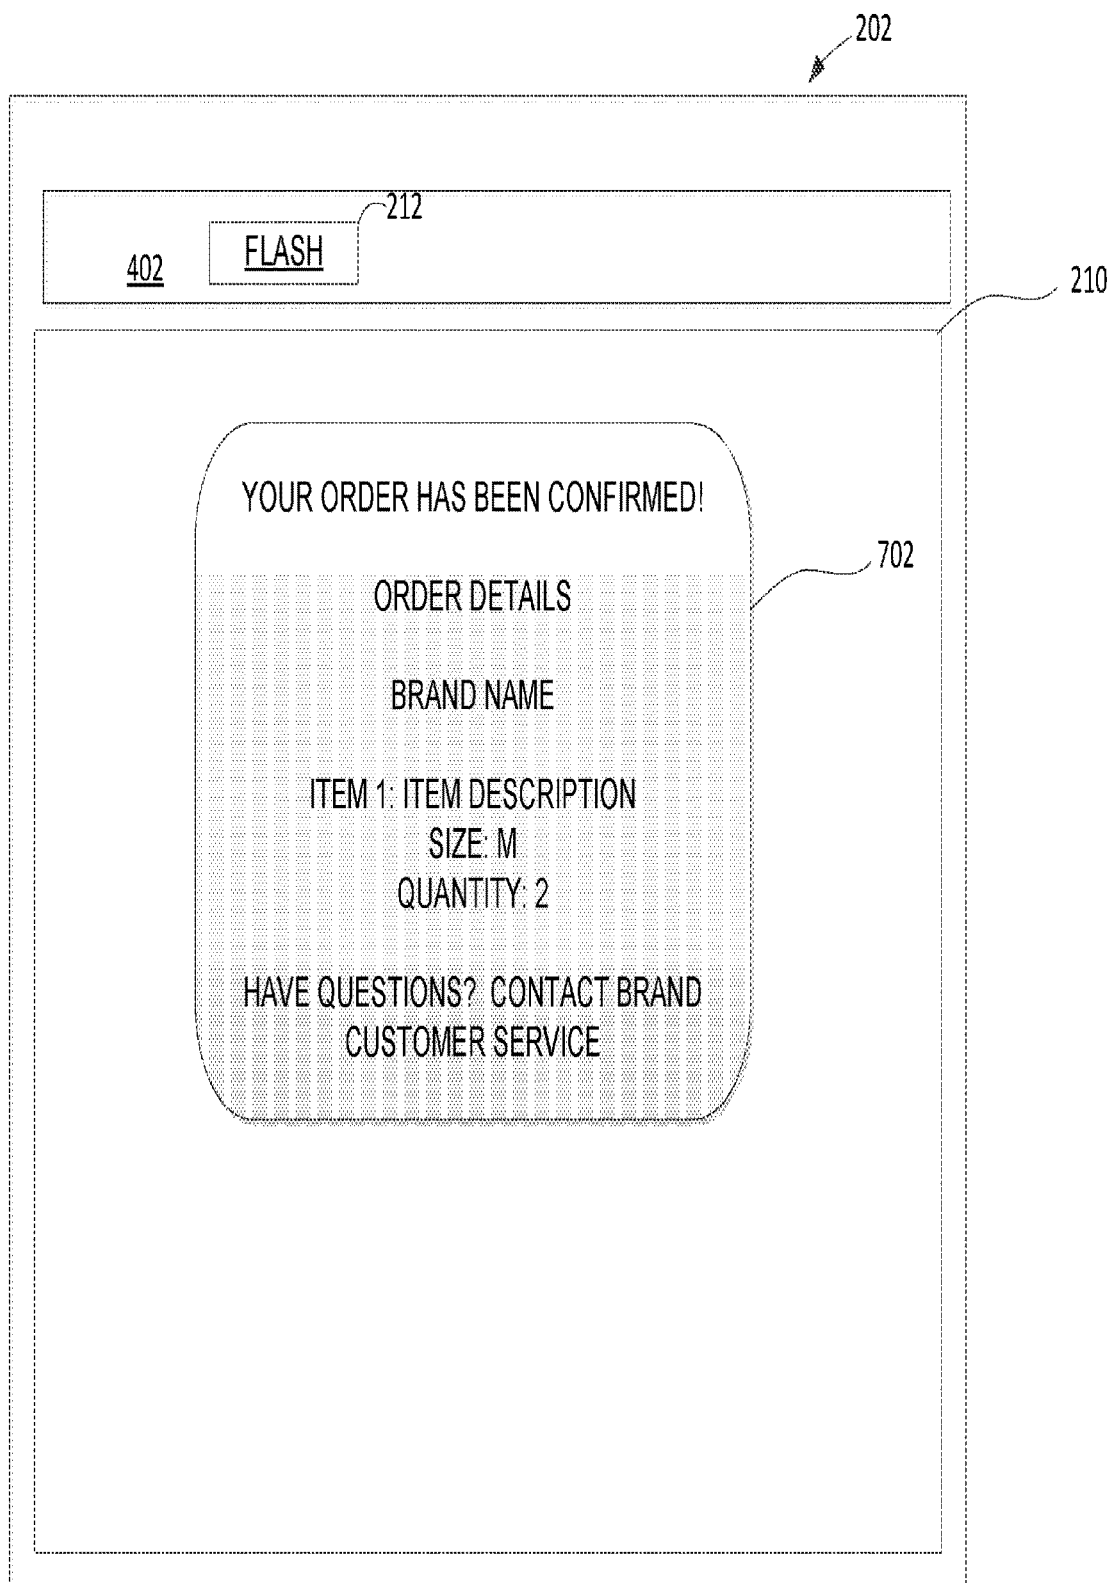 202
212
FLASH
402
210
YOUR ORDER HAS BEEN CONFIRMED!
702
ORDER DETAILS
BRAND NAME
ITEM 1: ITEM DESCRIPTION
SIZE: M
QUANTITY: 2
HAVE QUESTIONS? CONTACT BRAND
CUSTOMER SERVICE